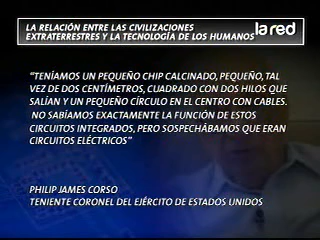 LA RELACIÓN ENTRE LAS CIVILIZACIONES
EXTRATERRESTRES Y LA TECNOLOGÍA DE LOS HUMANOS
la red
"TENÍAMOS UN PEQUEÑO CHIP CALCINADO, PEQUEÑO, TAL
VEZ DE DOS CENTÍMETROS, CUADRADO CON DOS HILOS QUE
SALÍAN Y UN PEQUEÑO CÍRCULO EN EL CENTRO CON CABLES.
NO SABÍAMOS EXACTAMENTE LA FUNCIÓN DE ESTOS
CIRCUITOS INTEGRADOS, PERO SOSPECHÁBAMOS QUE ERAN
CIRCUITOS ELÉCTRICOS"
PHILIP JAMES CORSO
TENIENTE CORONEL DEL EJÉRCITO DE ESTADOS UNIDOS